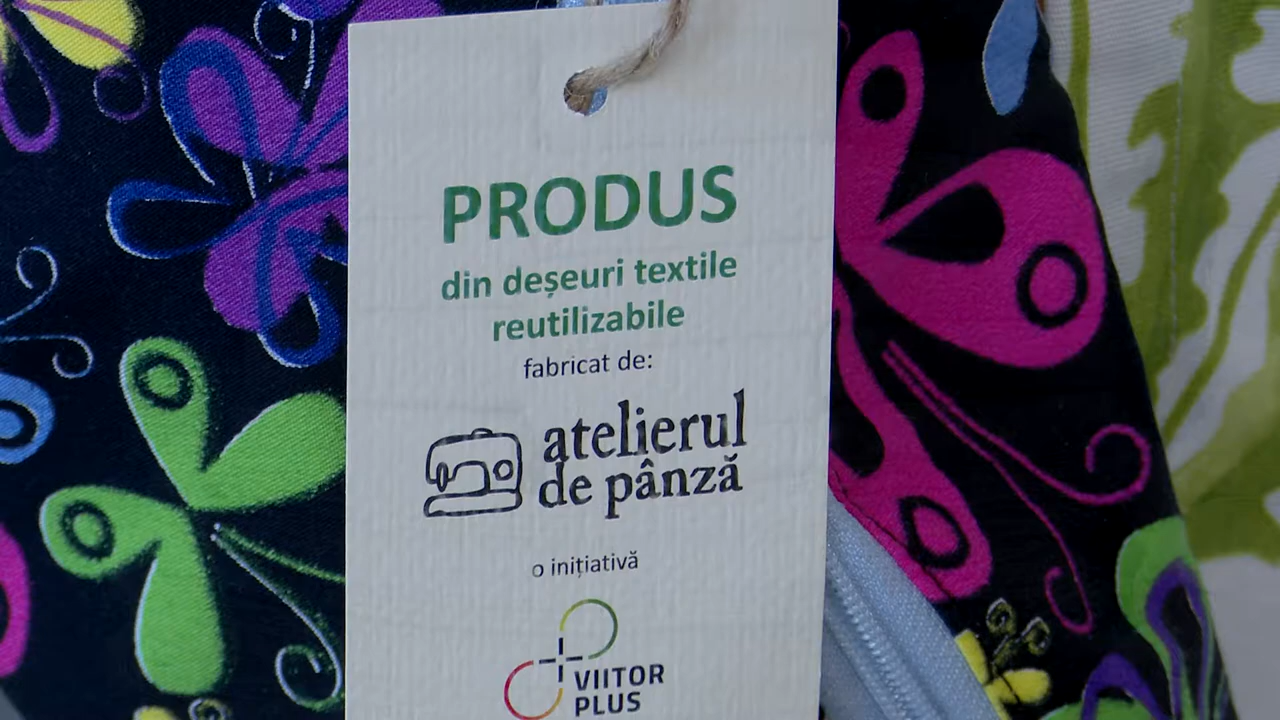 PRODUS
din deșeuri textile
reutilizabile
fabricat de:
atelierul
de pânză
o inițiativă
VIITOR
PLUS